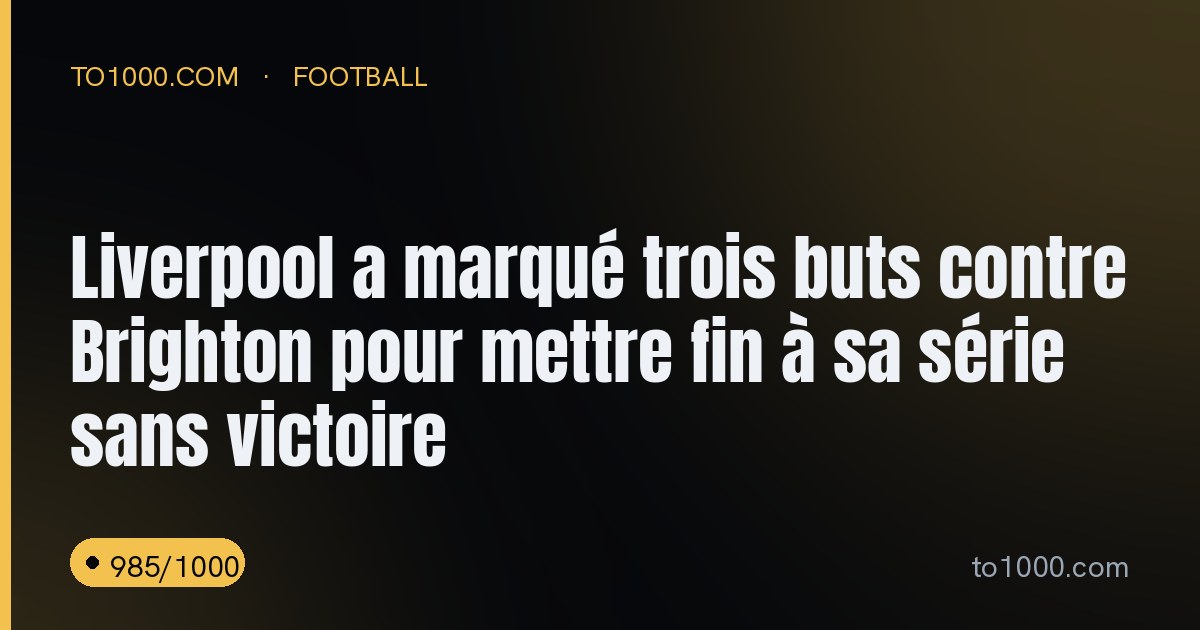 TO1000.COM · FOOTBALL
Liverpool a marqué trois buts contre
Brighton pour mettre fin à sa série
sans victoire
985/1000
to1000.com